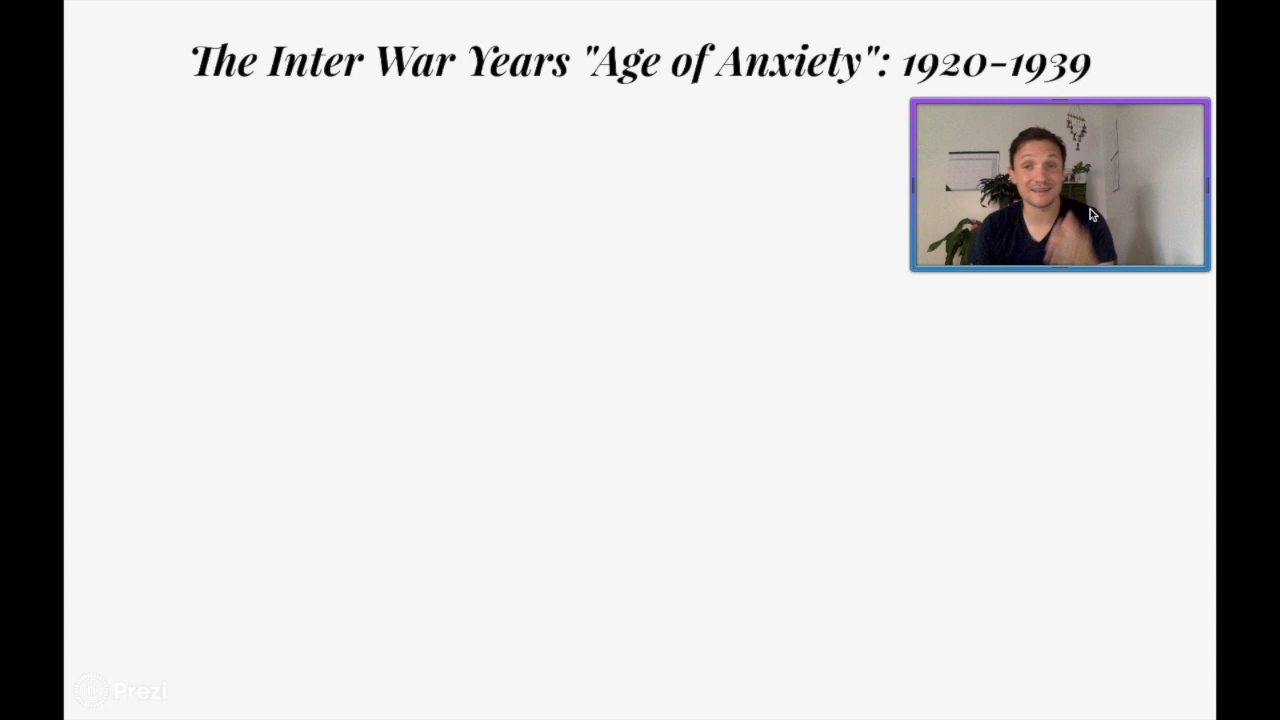 The Inter War Years "Age of Anxiety": 1920-1939
Prezi